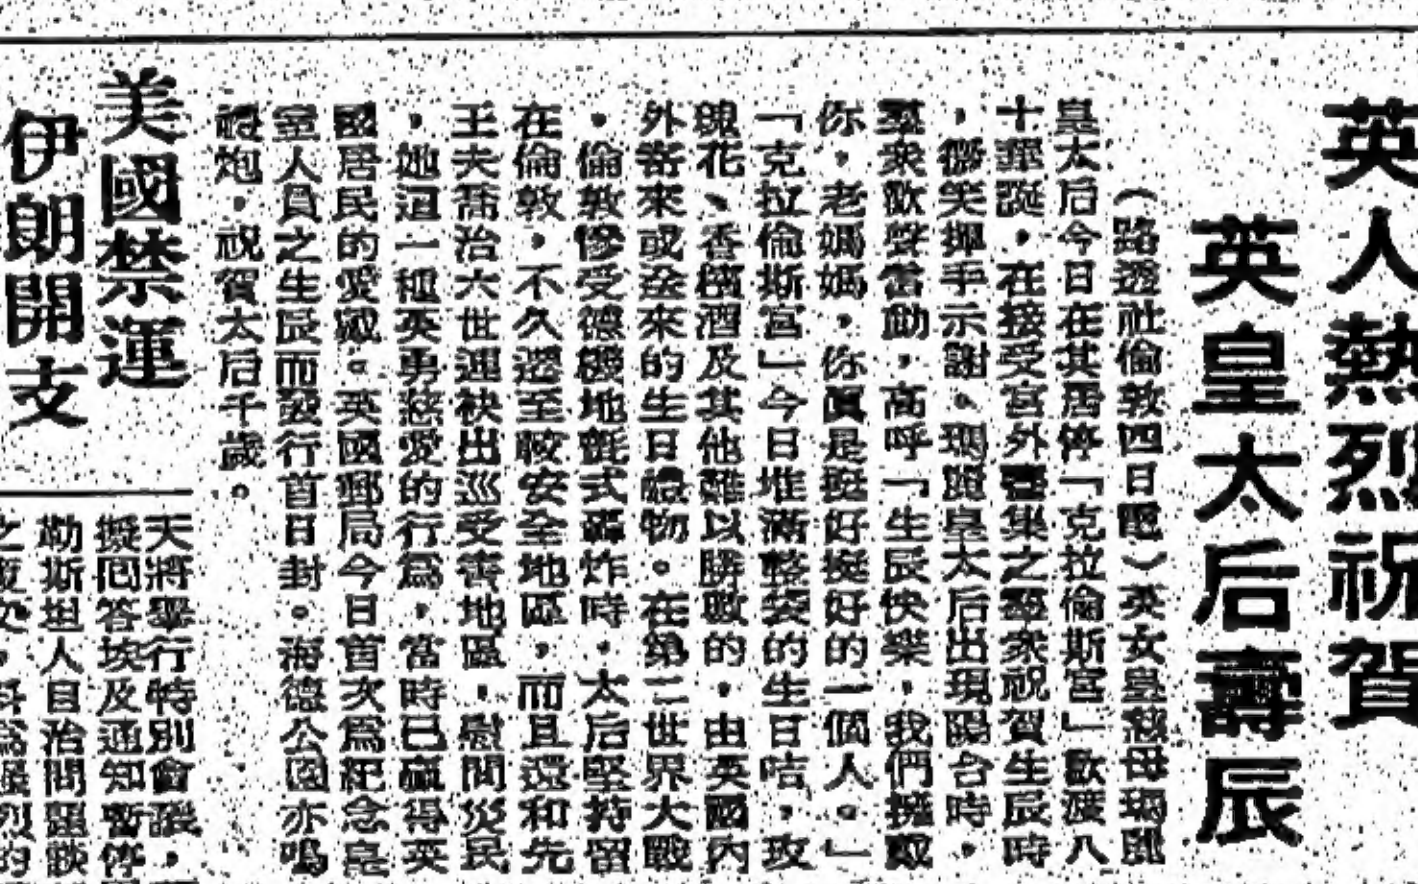 英人熱烈祝賀
英皇太后壽辰
(路透社倫敦四日電)英女皇慈母瑪麗
皇太后今日在其居停「克拉倫斯宮」歡渡八
十誕,在接受宮外集之羣衆祝賀生辰時
,微笑揮手示謝。瑪麗皇太后出現陽台時,
羣衆歡聲雷動,高呼「生辰快樂,我們擁戴
你,老媽媽,你眞是挺好挺好的一個人。」
「克拉倫斯宮」今日堆滿整袋的生日咭,玫
瑰花、香檳酒及其他難以勝數的,由英國內
外寄來或送來的生日禮物。在第二世界大戰
,倫敦慘受德機地氈式轟炸時,太后堅持留
在倫敦,不久遷至較安全地區,而且還和先
王夫喬治六世連袂出巡受害地區,慰問災民
,她這一種英勇慈愛的行爲,當時已贏得英
國居民的愛戴。英國郵局今日首次爲紀念皇
室人員之生辰而發行首日封。海德公園亦鳴
禮炮,祝賀太后千歲。
美國禁運
伊朗開支
天將舉行特別會議,
擬囘答埃及通知暫停
勒斯坦人自治問題談